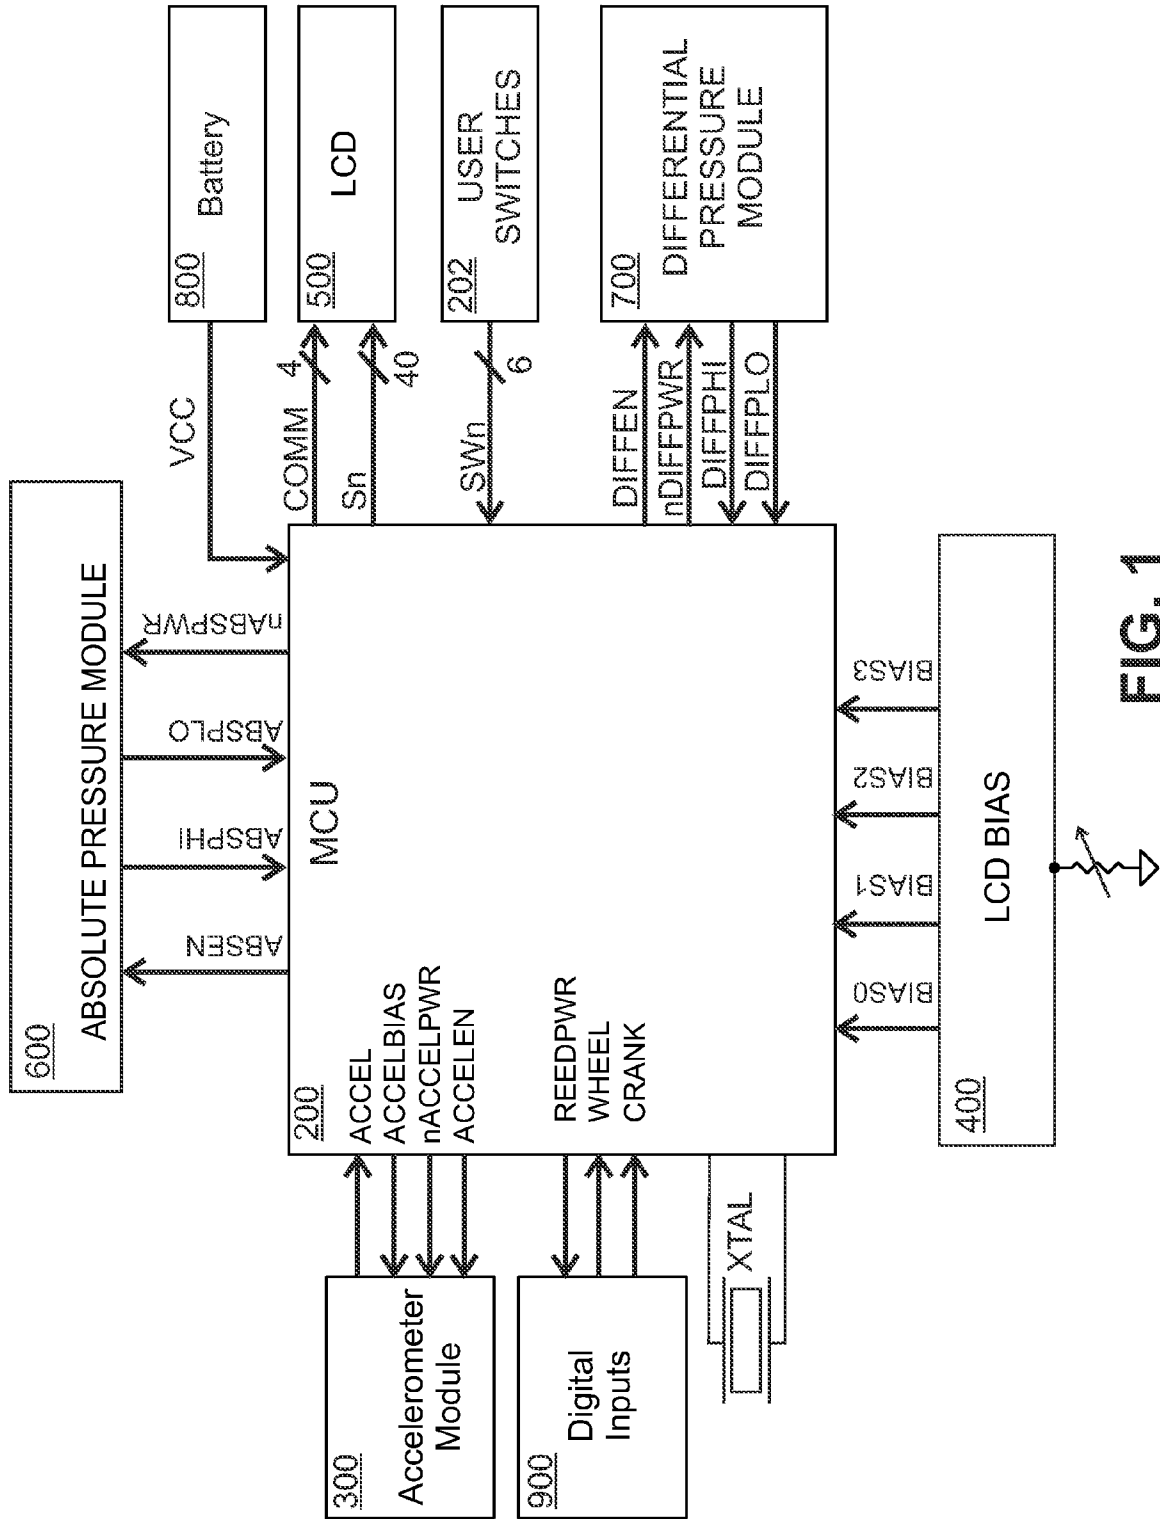 600
ABSOLUTE PRESSURE MODULE
ABSEN
ABSPHI
ABSPLO
nABSPWR
VCC
800
Battery
300
Accelerometer
Module
200
MCU
ACCEL
ACCELBIAS
nACCELPWR
ACCELEN
COMM
4
Sn
40
500
LCD
SWn
6
202
USER
SWITCHES
900
Digital
Inputs
REEDPWR
WHEEL
CRANK
DIFFEN
nDIFFPWR
DIFFPHI
DIFFPLO
700
DIFFERENTIAL
PRESSURE
MODULE
XTAL
BIAS0
BIAS1
BIAS2
BIAS3
400
LCD BIAS
FIG. 1